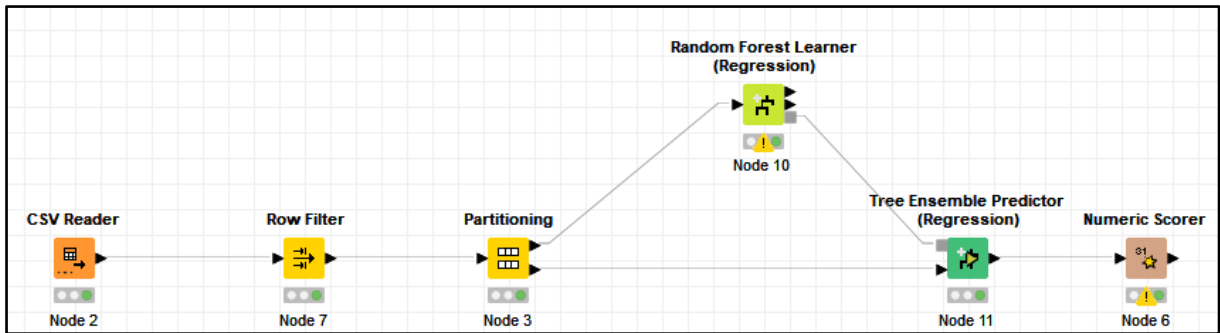 Random Forest Learner
(Regression)
Node 10
CSV Reader
Node 2
Row Filter
Node 7
Partitioning
Node 3
Tree Ensemble Predictor
(Regression)
Node 11
Numeric Scorer
Node 6